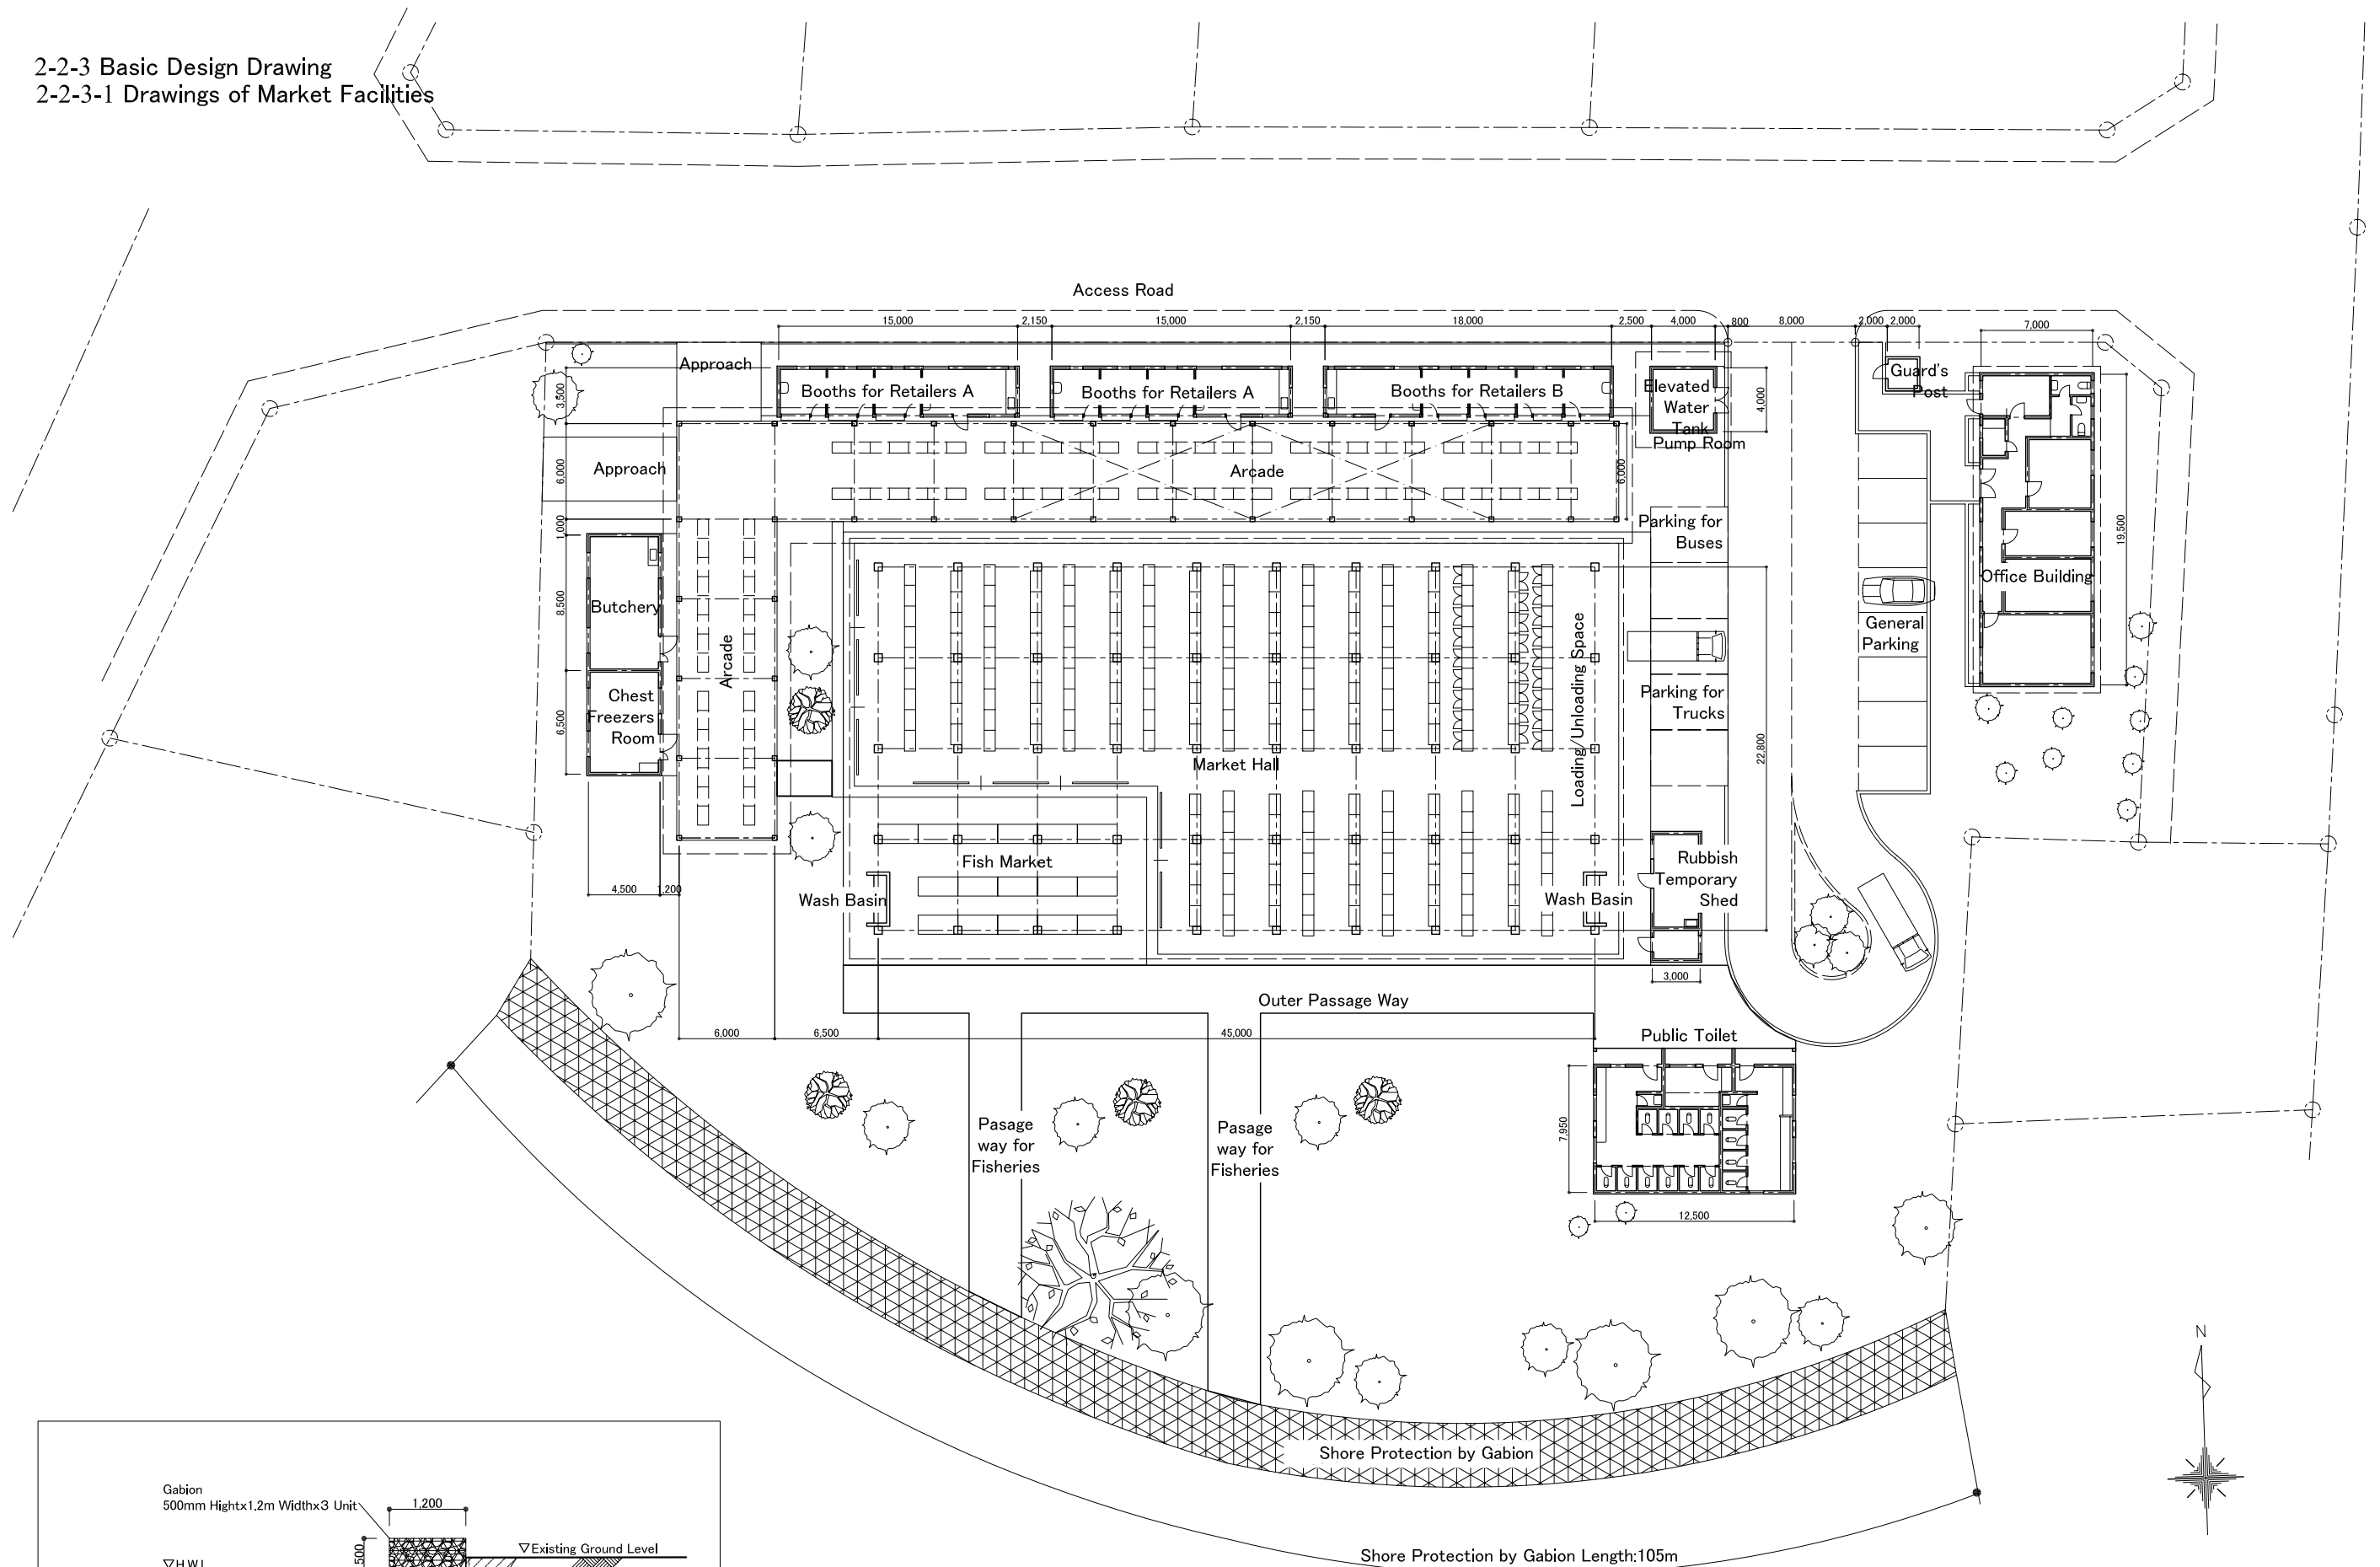 2-2-3 Basic Design Drawing
2-2-3-1 Drawings of Market Facilities
Access Road
15,000
2,150
15,000
2,150
18,000
2,500
4,000
800
8,000
2,000
2,000
7,000
Approach
3,500
Booths for Retailers A
Booths for Retailers A
Booths for Retailers B
Elevated
Water
Tank
Pump Room
4,000
Guard's
Post
Approach
6,000
Arcade
6,000
1,000
Parking for
Buses
19,500
Butchery
8,500
Office Building
General
Parking
Arcade
Chest
Freezers
Room
6,500
Loading/Unloading Space
Parking for
Trucks
22,800
Market Hall
Fish Market
Rubbish
Temporary
Shed
4,500
1,200
Wash Basin
Wash Basin
3,000
Outer Passage Way
6,000
6,500
45,000
Public Toilet
Pasage
way for
Fisheries
Pasage
way for
Fisheries
7,950
12,500
N
Shore Protection by Gabion
Gabion
500mm Hightx1.2m Widthx3 Unit
1,200
500
▽Existing Ground Level
▽H.W.L
Shore Protection by Gabion Length:105m